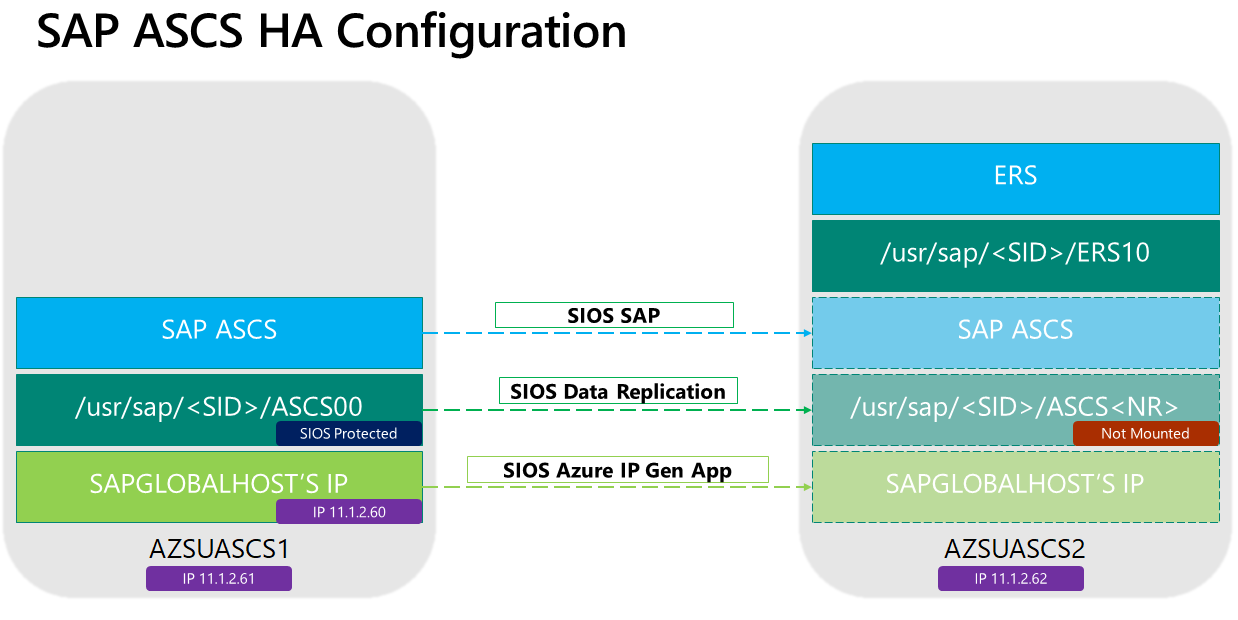 SAP ASCS HA Configuration
ERS
/usr/sap/<SID>/ERS10
SAP ASCS
SIOS SAP
SAP ASCS
/usr/sap/<SID>/ASCS00
SIOS Protected
SIOS Data Replication
/usr/sap/<SID>/ASCS<NR>
Not Mounted
SAPGLOBALHOST’S IP
IP 11.1.2.60
SIOS Azure IP Gen App
SAPGLOBALHOST’S IP
AZSUASCS1
IP 11.1.2.61
AZSUASCS2
IP 11.1.2.62